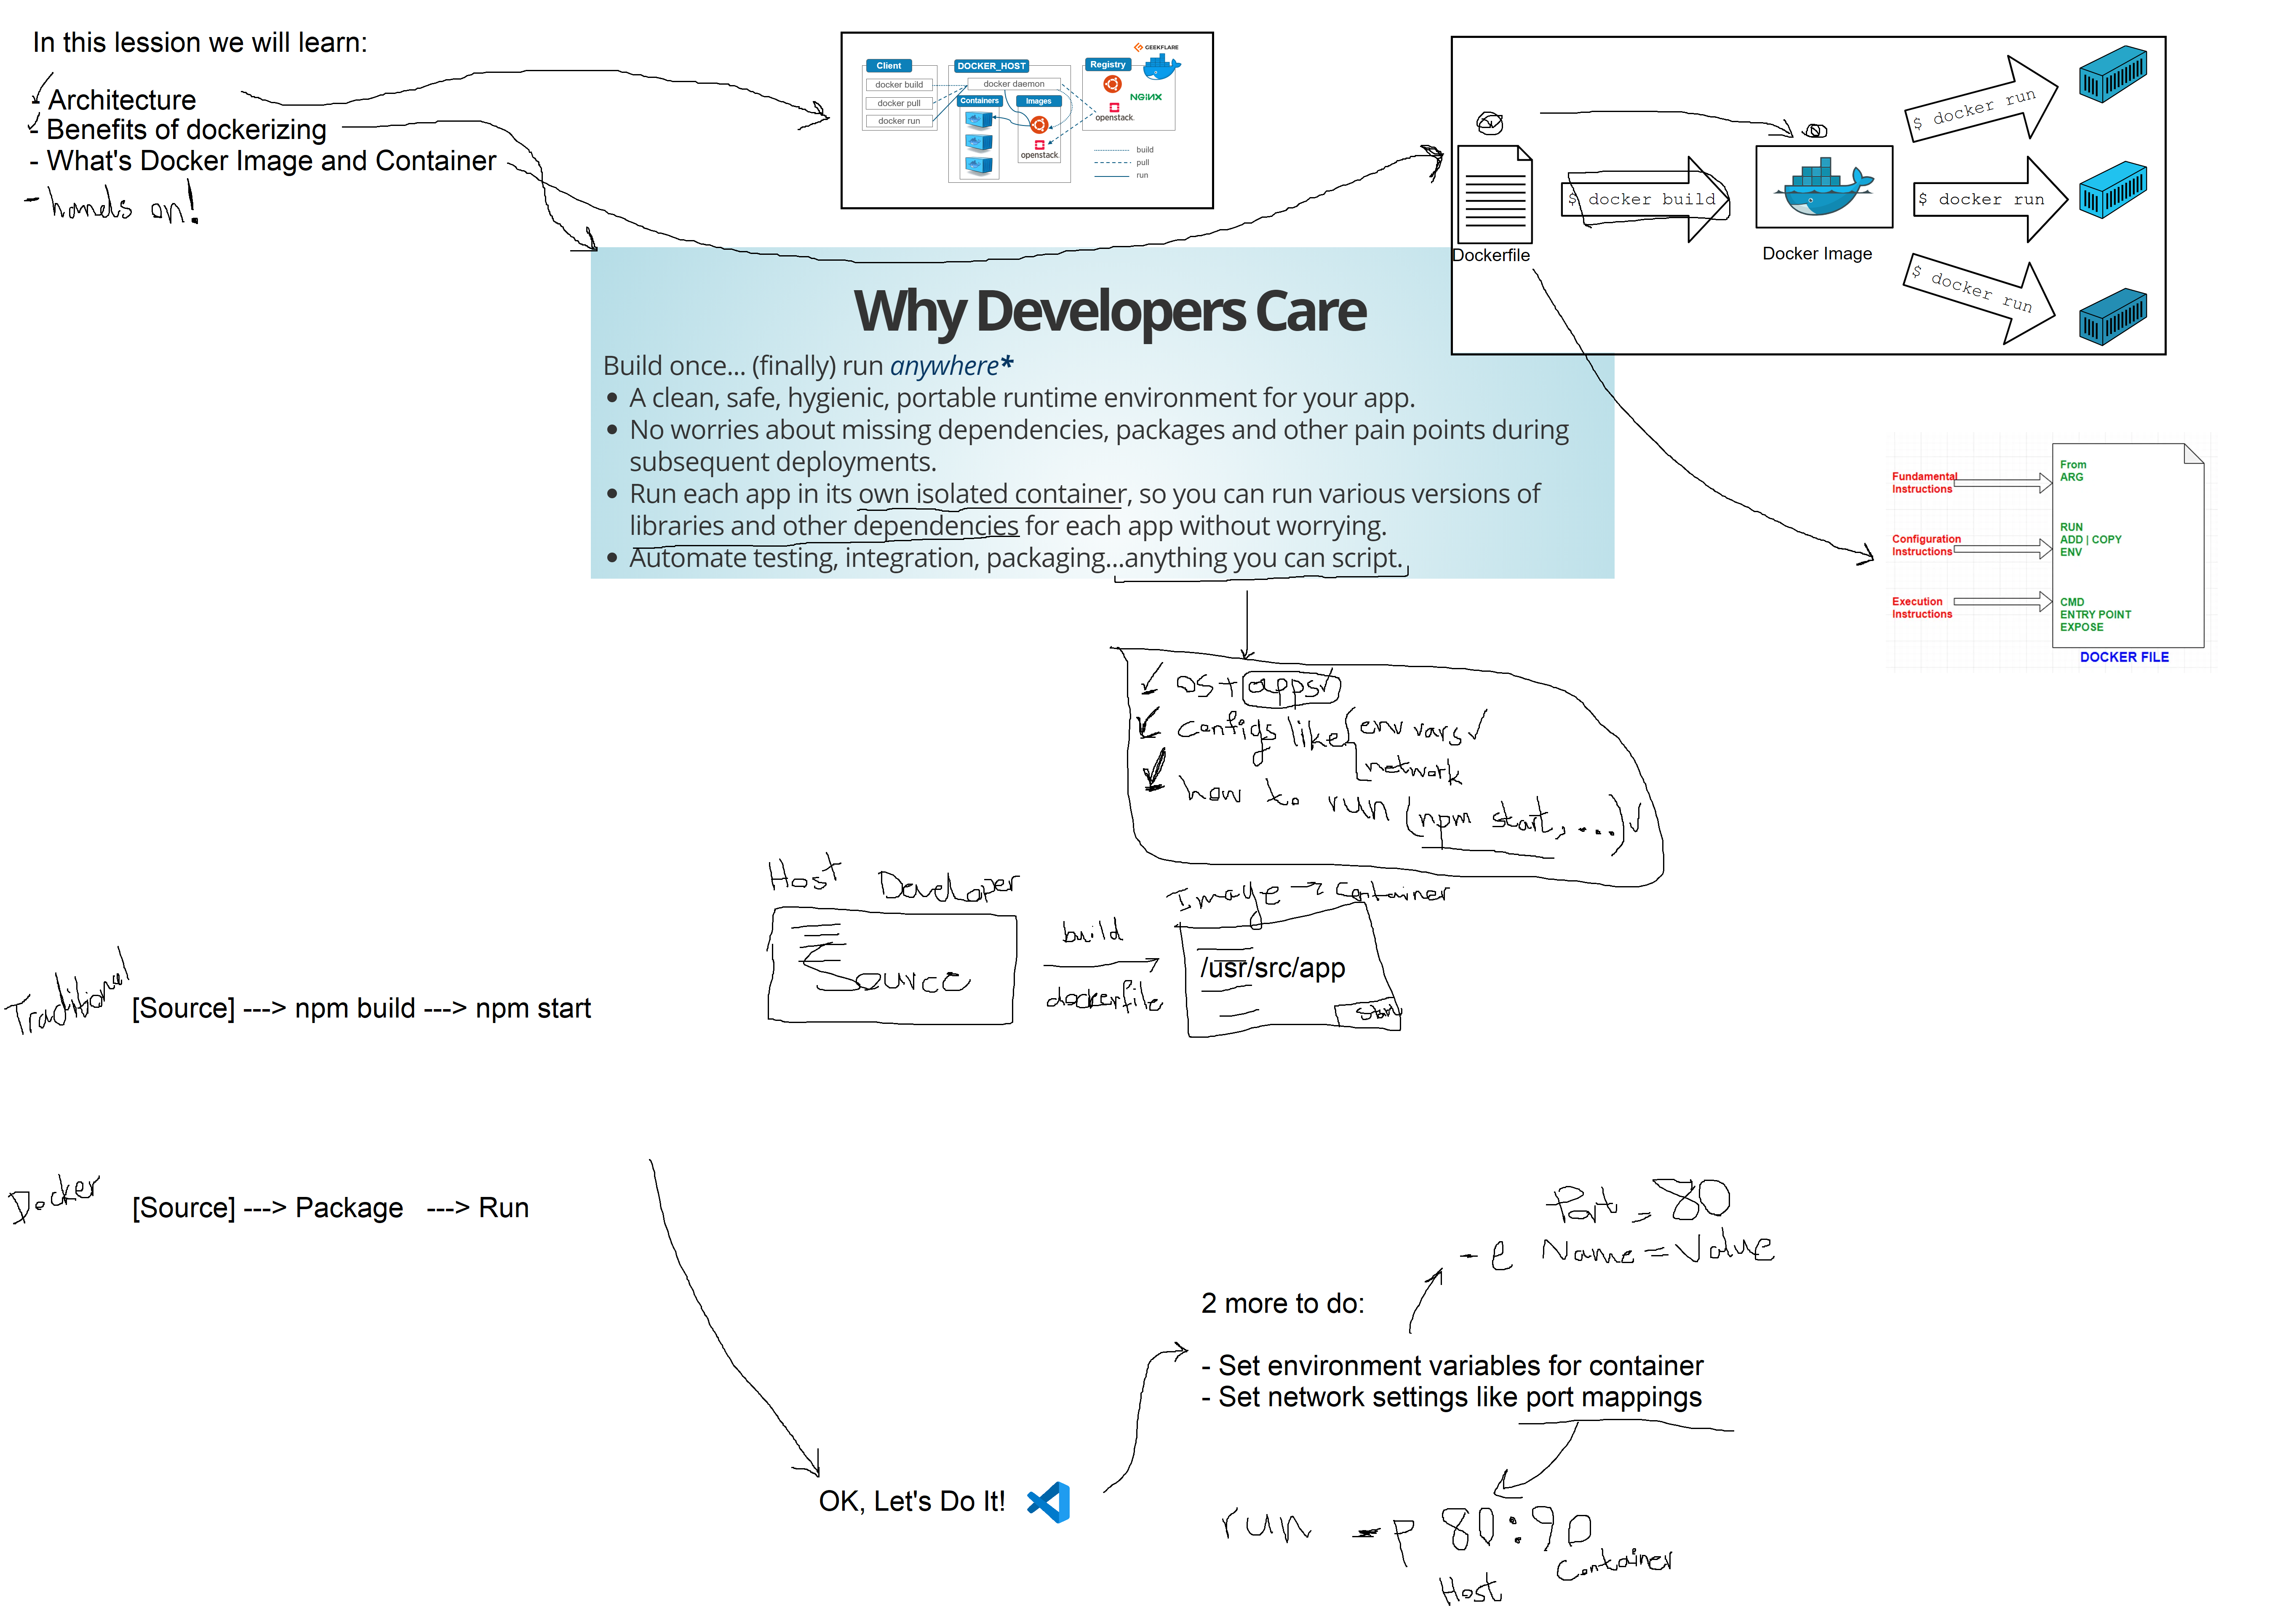 In this lession we will learn:
- Architecture
- Benefits of dockerizing
- What's Docker Image and Container
- hands on!
GEEKFLARE
Client
docker build
docker pull
docker run
DOCKER_HOST
docker daemon
Containers
Images
openstack.
Registry
NGINX
openstack.
build
pull
run
Dockerfile
$ docker build
Docker Image
$ docker run
$ docker run
$ docker run
Why Developers Care
Build once... (finally) run anywhere*
• A clean, safe, hygienic, portable runtime environment for your app.
• No worries about missing dependencies, packages and other pain points during
subsequent deployments.
• Run each app in its own isolated container, so you can run various versions of
libraries and other dependencies for each app without worrying.
• Automate testing, integration, packaging...anything you can script.
Fundamental
Instructions
From
ARG
Configuration
Instructions
RUN
ADD | COPY
ENV
Execution
Instructions
CMD
ENTRY POINT
EXPOSE
DOCKER FILE
OS + apps
configs like env vars
network
how to run (npm start, ...)
Host Developer
Source
build
dockerfile
Image → Container
/usr/src/app
start
Traditional
[Source] ---> npm build ---> npm start
Docker
[Source] ---> Package ---> Run
OK, Let's Do It!
Port = 80
- e Name = Value
2 more to do:
- Set environment variables for container
- Set network settings like port mappings
run -p 80:90
Host Container